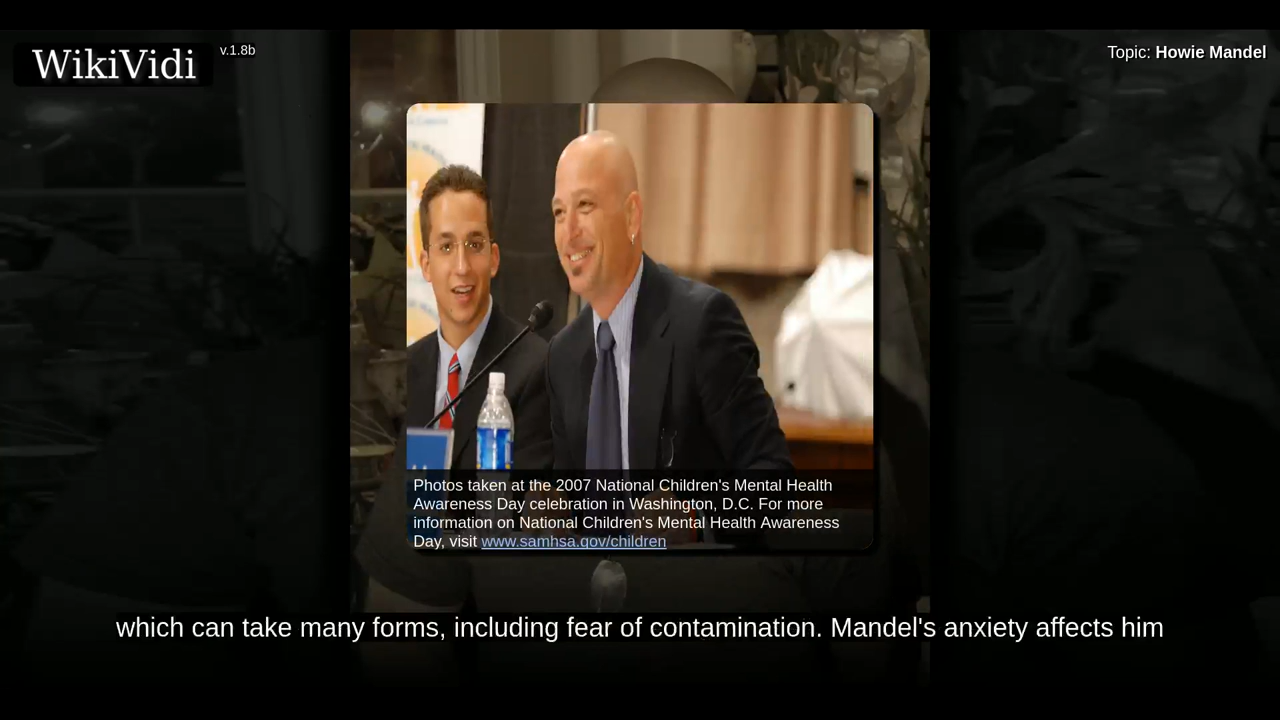 WikiVidi
v.1.8b
Topic: Howie Mandel
Photos taken at the 2007 National Children's Mental Health
Awareness Day celebration in Washington, D.C. For more
information on National Children's Mental Health Awareness
Day, visit www.samhsa.gov/children
which can take many forms, including fear of contamination. Mandel's anxiety affects him